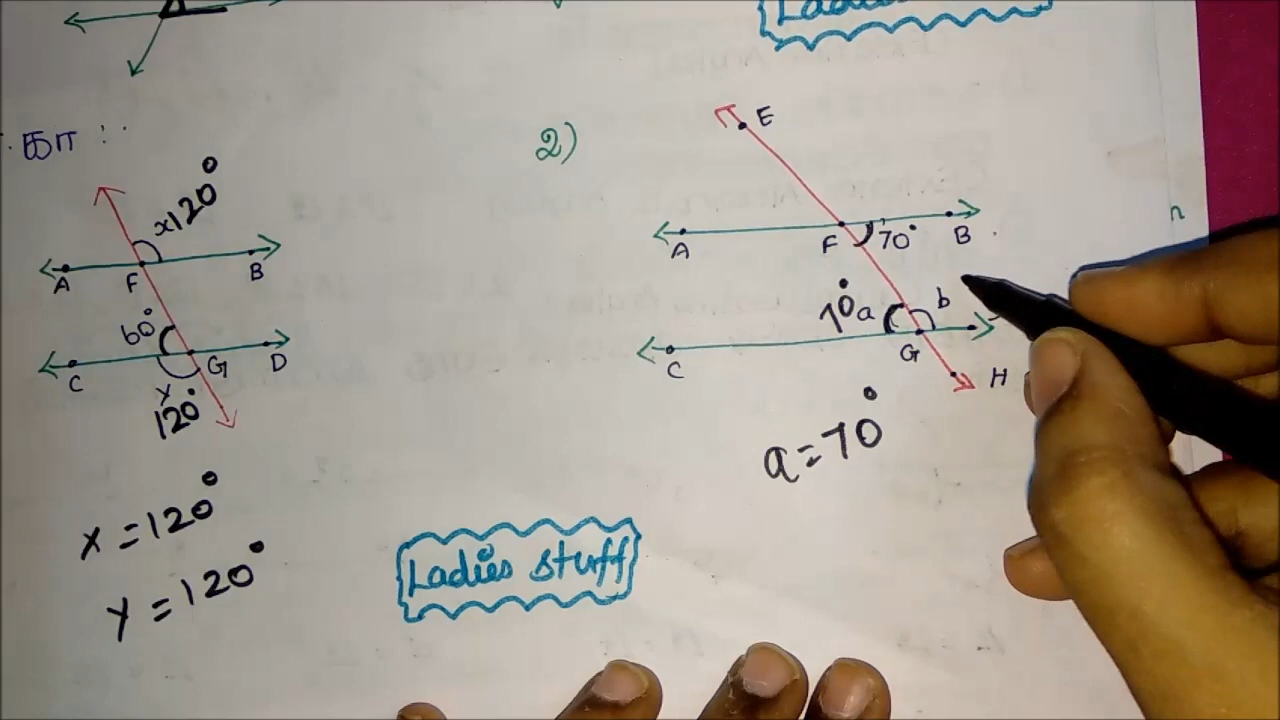 கா :
2)
E
x120°
A
F
B
60°
C
G
D
y
120°
A
F
70°
B
70°
a
b
C
G
H
a=70°
x=120°
y=120°
Ladies stuff